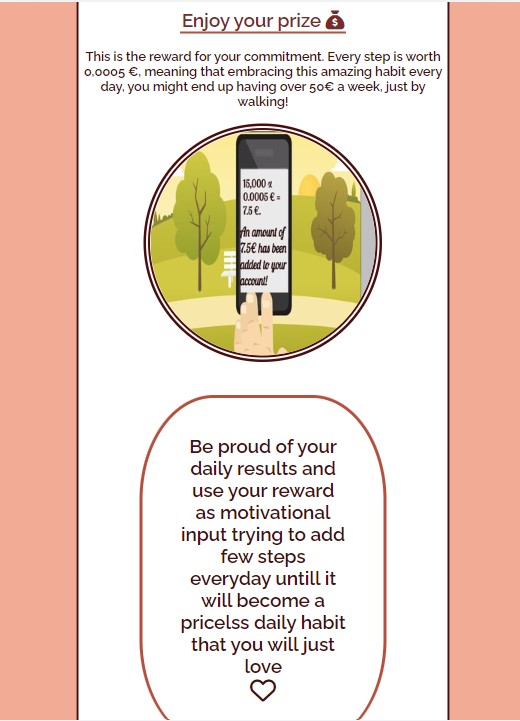 Enjoy your prize
This is the reward for your commitment. Every step is worth
0,0005 €, meaning that embracing this amazing habit every
day, you might end up having over 50€ a week, just by
walking!
15,000 x
0.0005 € =
7.5 €.
An amount of
7.5€ has been
added to your
account!
Be proud of your
daily results and
use your reward
as motivational
input trying to add
few steps
everyday untill it
will become a
pricelss daily habit
that you will just
love